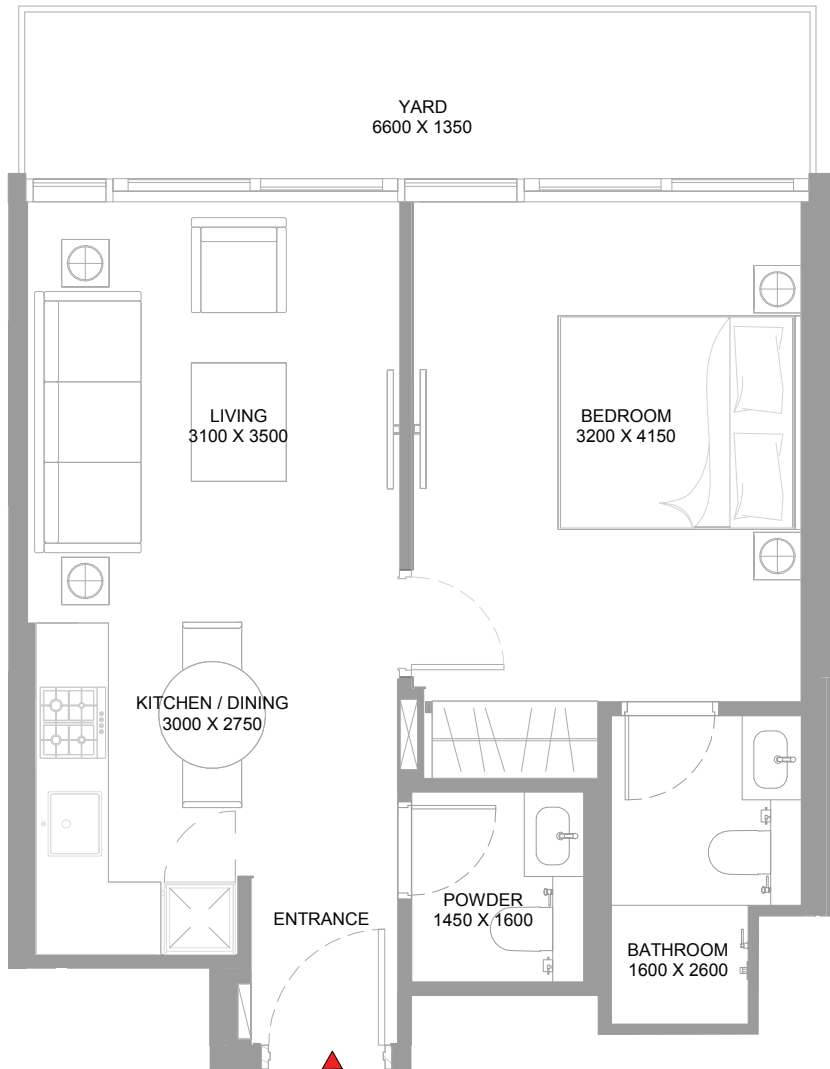 YARD
6600 X 1350
LIVING
3100 X 3500
BEDROOM
3200 X 4150
KITCHEN / DINING
3000 X 2750
POWDER
1450 X 1600
ENTRANCE
BATHROOM
1600 X 2600